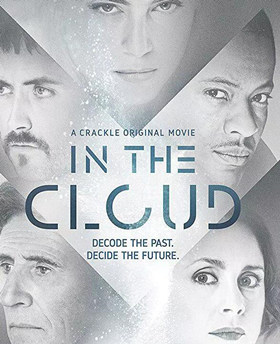 A CRACKLE ORIGINAL MOVIE
IN THE
CLOUD
DECODE THE PAST.
DECIDE THE FUTURE.